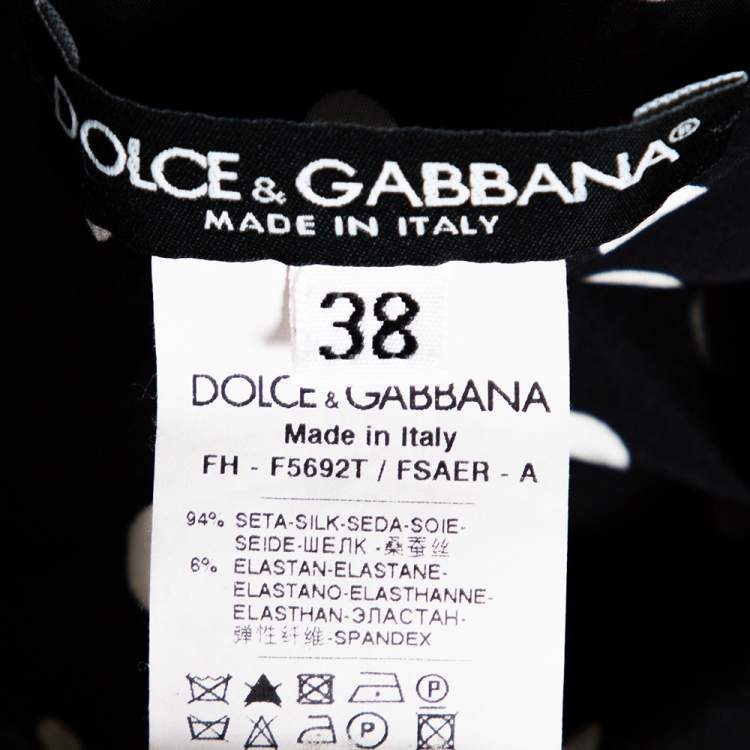 DOLCE & GABBANA®
MADE IN ITALY
38
DOLCE & GABBANA
Made in Italy
FH - F5692T / FSAER - A
94% SETA-SILK-SEDA-SOIE-
SEIDE-ШЕЛК -桑蚕丝
6% ELASTAN-ELASTANE-
ELASTANO-ELASTHANNE-
ELASTHAN-ЭЛАСТАН-
弹性纤维-SPANDEX
P
P